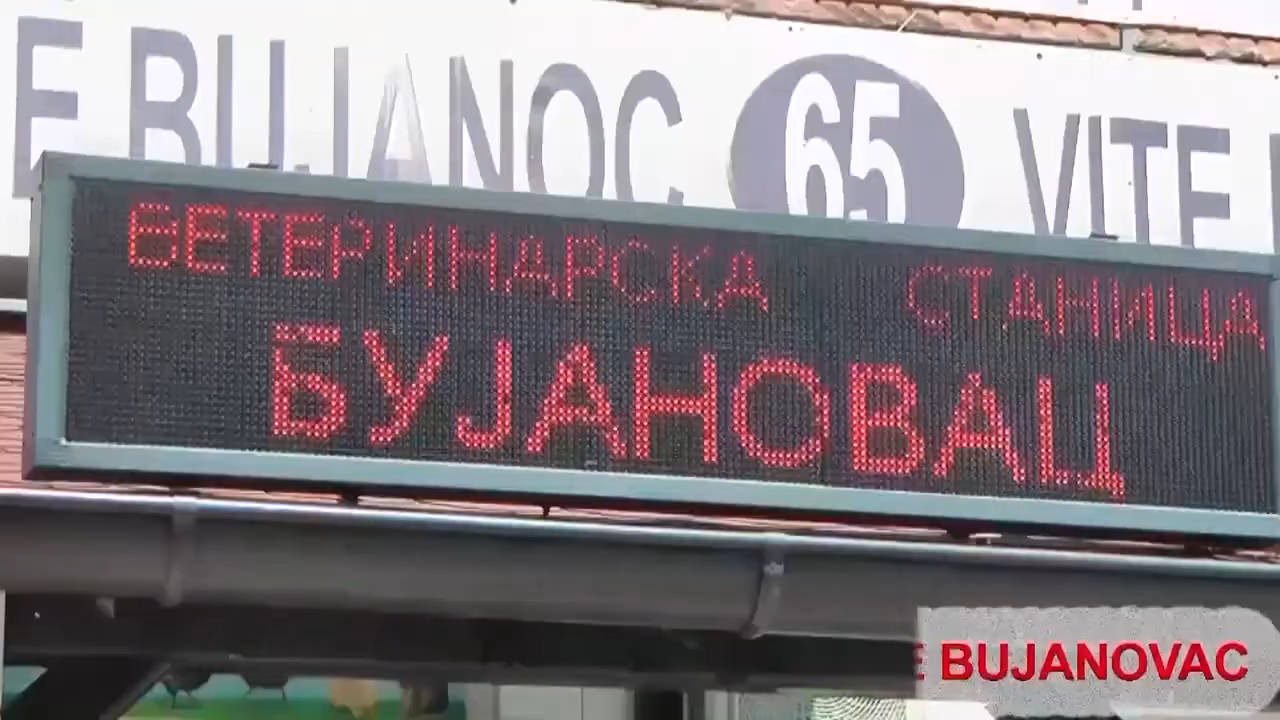 E BUJANOC 65 VITE
ВЕТЕРИНАРСКА СТАНИЦА
БУЈАНОВАЦ
BUJANOVAC